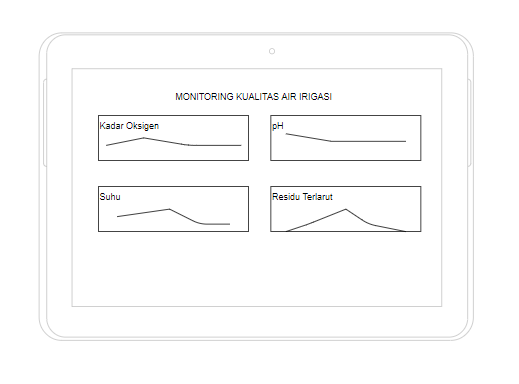 MONITORING KUALITAS AIR IRIGASI
Kadar Oksigen
pH
Suhu
Residu Terlarut